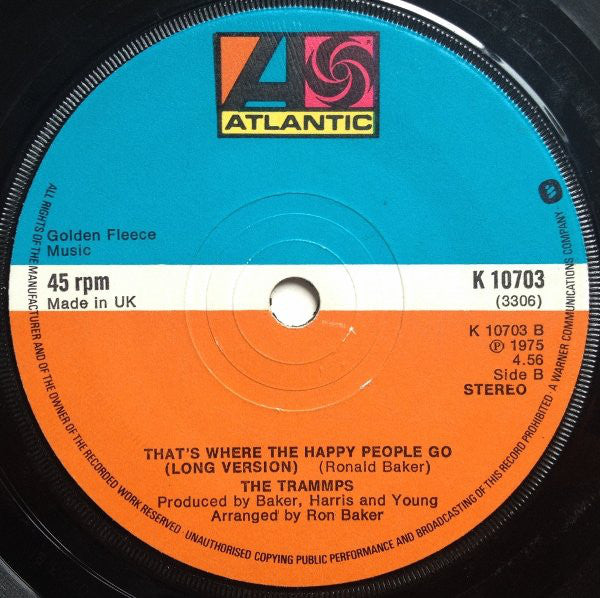 ATLANTIC
Golden Fleece
Music
45 rpm
Made in UK
K 10703
(3306)
K 10703 B
Ⓟ 1975
4.56
Side B
STEREO
THAT'S WHERE THE HAPPY PEOPLE GO
(LONG VERSION) (Ronald Baker)
THE TRAMMPS
Produced by Baker, Harris and Young
Arranged by Ron Baker
ALL RIGHTS OF THE MANUFACTURER AND OF THE OWNER OF THE RECORDED WORK RESERVED · UNAUTHORISED COPYING PUBLIC PERFORMANCE AND BROADCASTING OF THIS RECORD PROHIBITED · A WARNER COMMUNICATIONS COMPANY